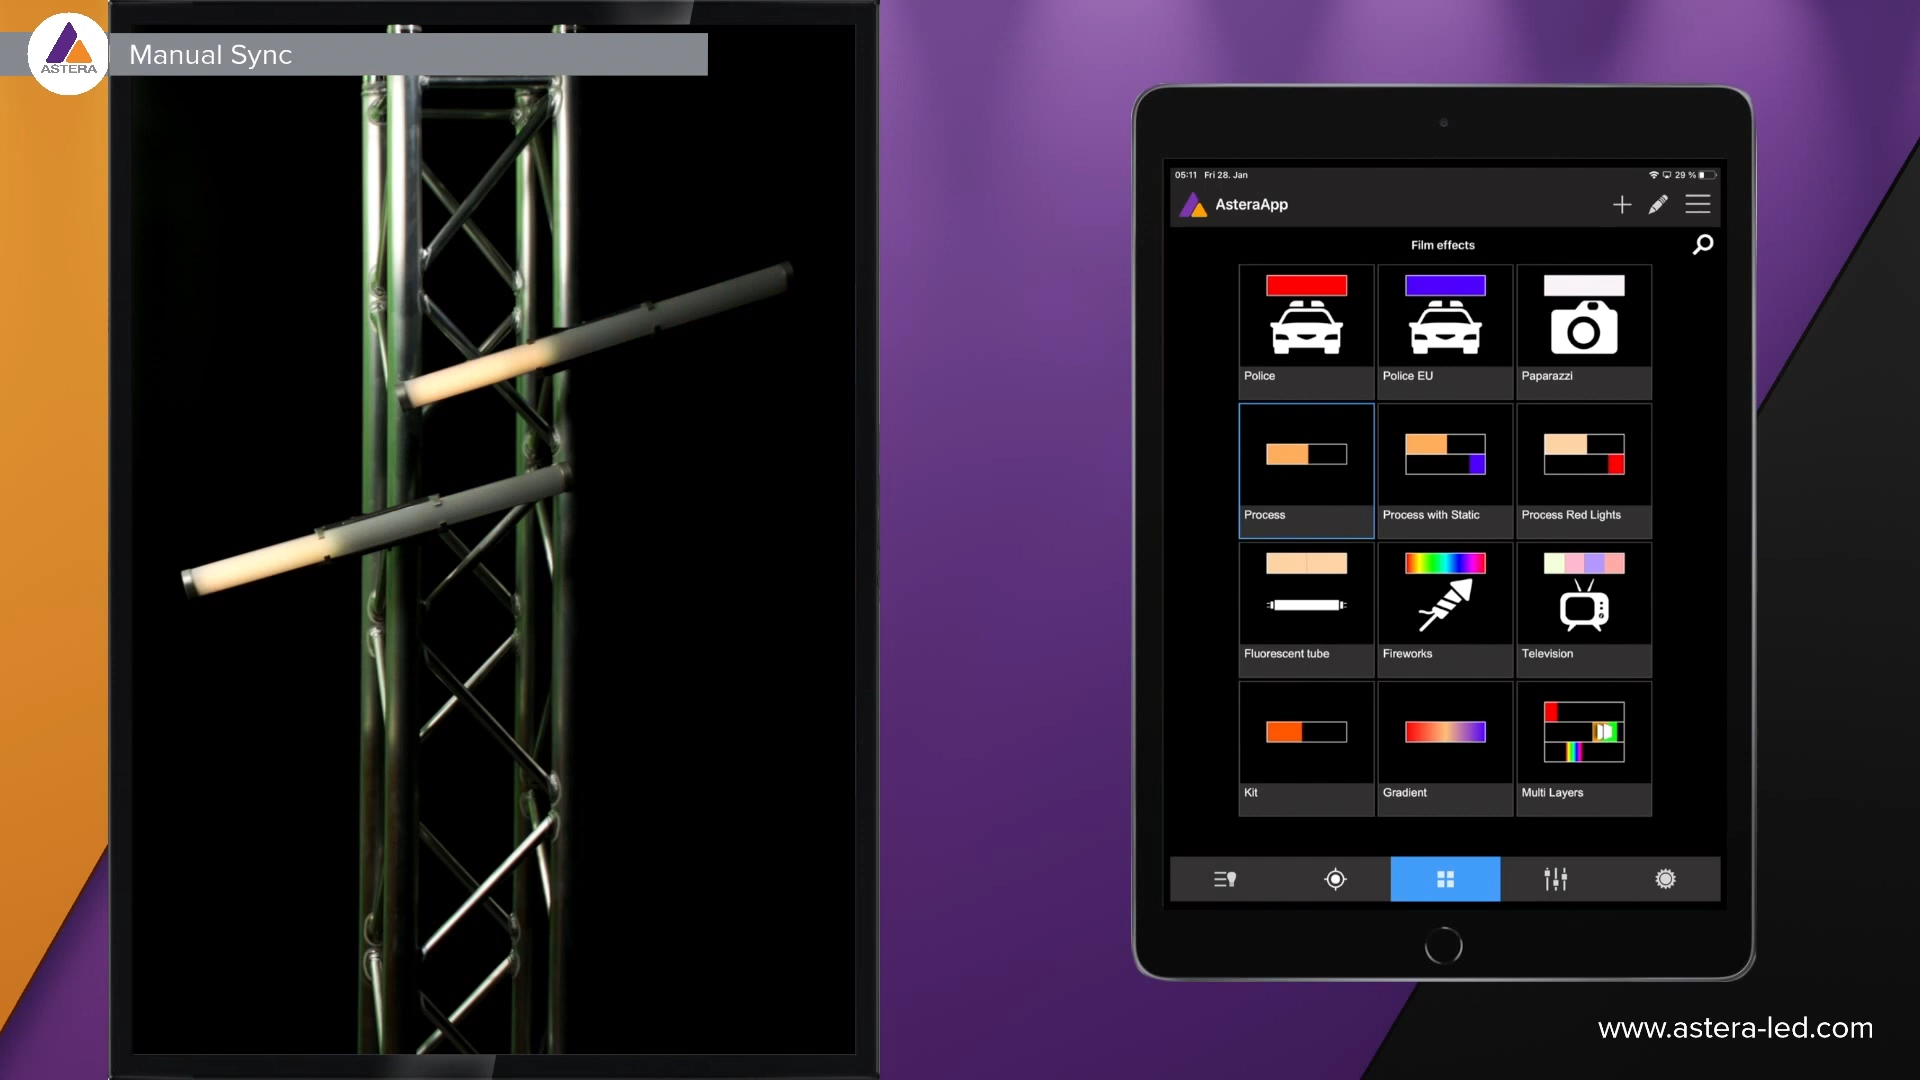 ASTERA
Manual Sync
05:11 Fri 28. Jan
29 %
AsteraApp
Film effects
Police
Police EU
Paparazzi
Process
Process with Static
Process Red Lights
Fluorescent tube
Fireworks
Television
Kit
Gradient
Multi Layers
www.astera-led.com